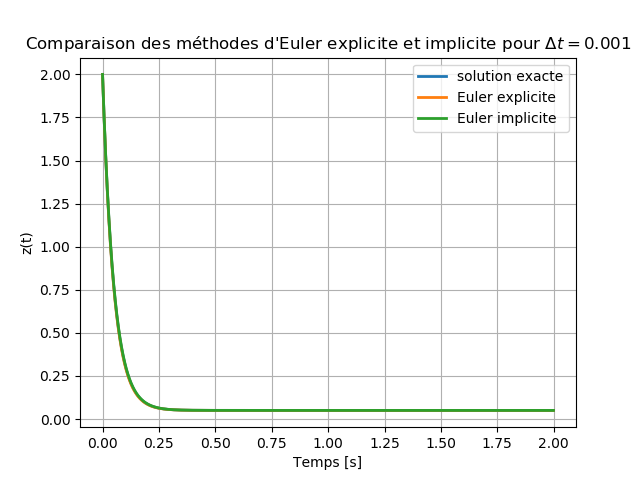 Comparaison des méthodes d'Euler explicite et implicite pour Δt = 0.001
solution exacte
Euler explicite
Euler implicite
2.00
1.75
1.50
1.25
1.00
0.75
0.50
0.25
0.00
z(t)
0.00 0.25 0.50 0.75 1.00 1.25 1.50 1.75 2.00
Temps [s]